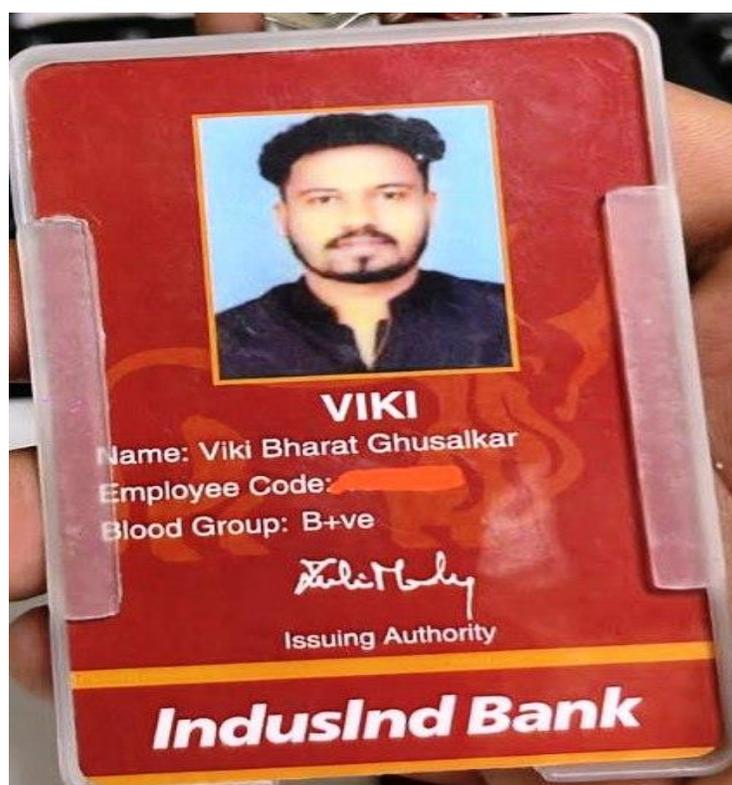 VIKI
Name: Viki Bharat Ghusalkar
Employee Code:
Blood Group: B+ve
Issuing Authority
IndusInd Bank